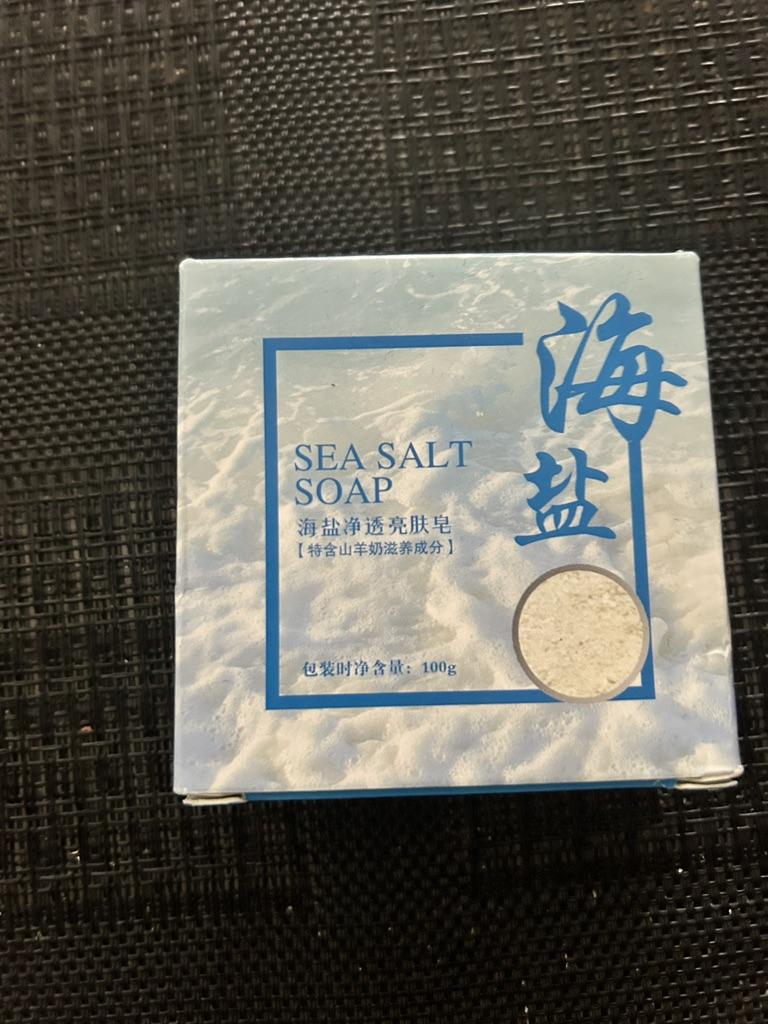 海盐
SEA SALT
SOAP
海盐净透亮肤皂
【特含山羊奶滋养成分】
包装时净含量：100g